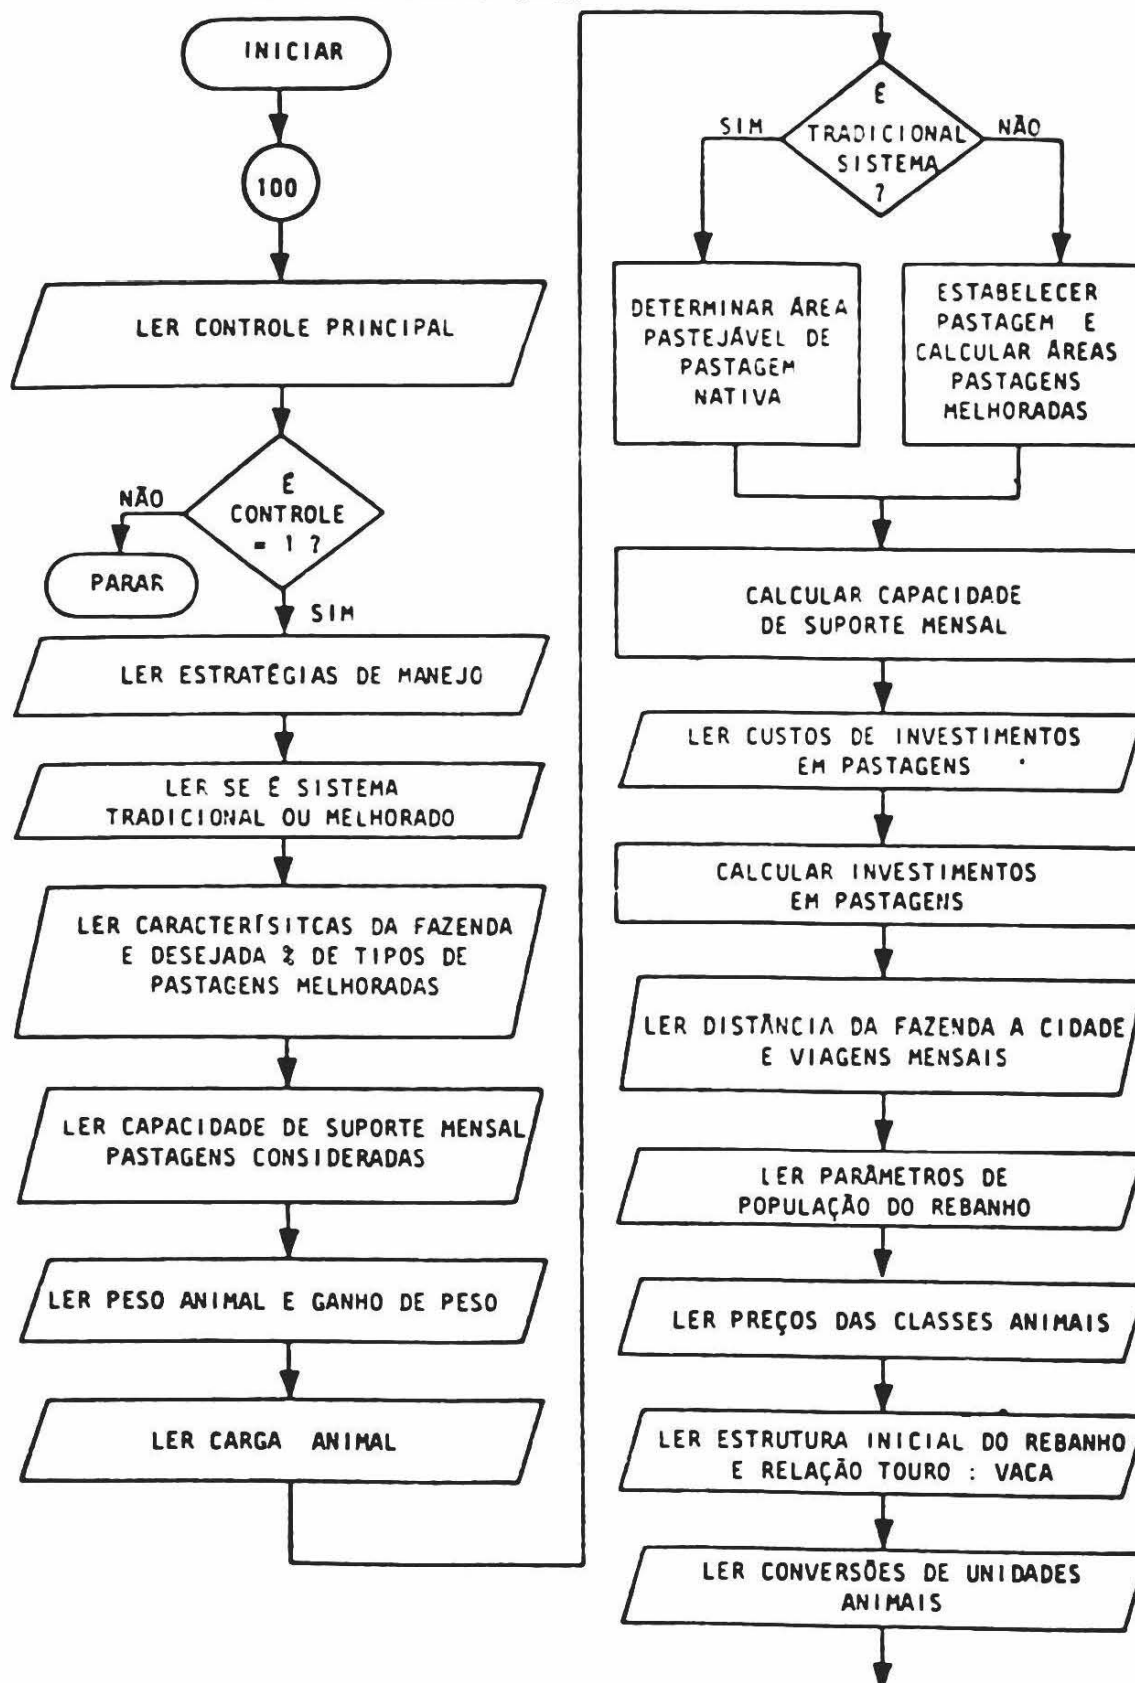 INICIAR
100
LER CONTROLE PRINCIPAL
É
CONTROLE
= 1 ?
NÃO
PARAR
SIM
LER ESTRATÉGIAS DE MANEJO
LER SE É SISTEMA
TRADICIONAL OU MELHORADO
LER CARACTERÍSITCAS DA FAZENDA
E DESEJADA % DE TIPOS DE
PASTAGENS MELHORADAS
LER CAPACIDADE DE SUPORTE MENSAL
PASTAGENS CONSIDERADAS
LER PESO ANIMAL E GANHO DE PESO
LER CARGA ANIMAL
É
TRADICIONAL
SISTEMA
?
SIM
NÃO
DETERMINAR ÁREA
PASTEJÁVEL DE
PASTAGEM
NATIVA
ESTABELECER
PASTAGEM E
CALCULAR ÁREAS
PASTAGENS
MELHORADAS
CALCULAR CAPACIDADE
DE SUPORTE MENSAL
LER CUSTOS DE INVESTIMENTOS
EM PASTAGENS
CALCULAR INVESTIMENTOS
EM PASTAGENS
LER DISTÂNCIA DA FAZENDA A CIDADE
E VIAGENS MENSAIS
LER PARÂMETROS DE
POPULAÇÃO DO REBANHO
LER PREÇOS DAS CLASSES ANIMAIS
LER ESTRUTURA INICIAL DO REBANHO
E RELAÇÃO TOURO : VACA
LER CONVERSÕES DE UNIDADES
ANIMAIS